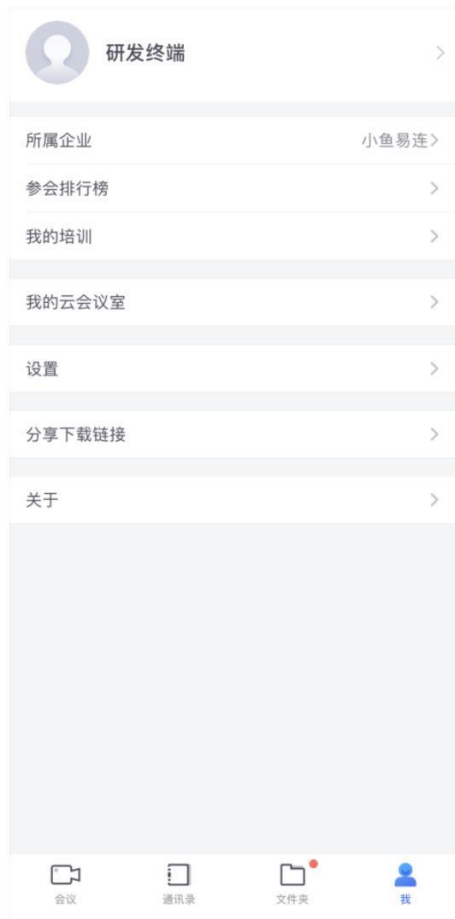 研发终端
所属企业 小鱼易连
参会排行榜
我的培训
我的云会议室
设置
分享下载链接
关于
会议 通讯录 文件夹 我